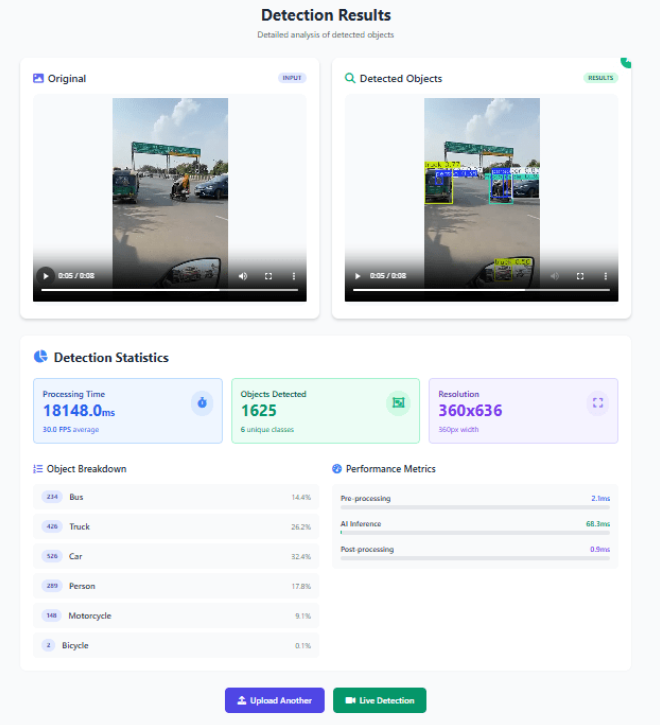 Detection Results
Detailed analysis of detected objects
Original
INPUT
Detected Objects
RESULTS
0:05 / 0:08
truck 0.77
0:05 / 0:08
Detection Statistics
Processing Time
18148.0ms
30.0 FPS average
Objects Detected
1625
6 unique classes
Resolution
360x636
360px width
Object Breakdown
234 Bus 14.4%
426 Truck 26.2%
526 Car 32.4%
289 Person 17.8%
148 Motorcycle 9.1%
2 Bicycle 0.1%
Performance Metrics
Pre-processing 2.1ms
AI Inference 68.3ms
Post-processing 0.9ms
Upload Another
Live Detection